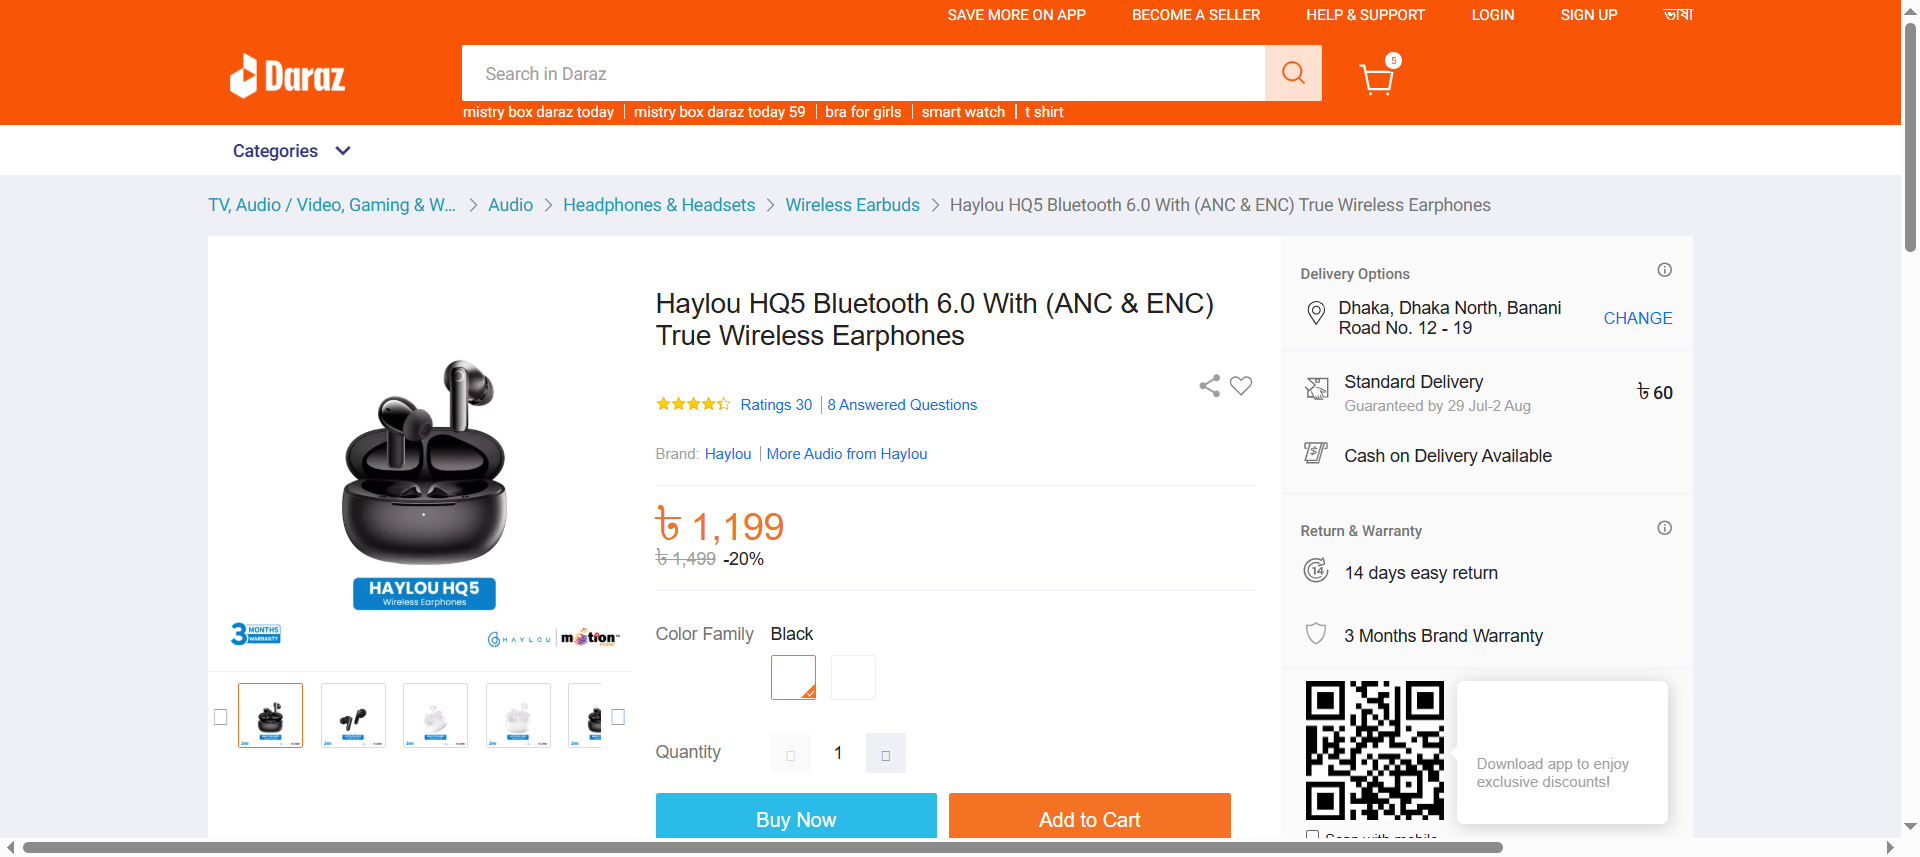 SAVE MORE ON APP BECOME A SELLER HELP & SUPPORT LOGIN SIGN UP ভাষা
Daraz
Search in Daraz
5
mistry box daraz today mistry box daraz today 59 bra for girls smart watch t shirt
Categories
TV, Audio / Video, Gaming & W... Audio Headphones & Headsets Wireless Earbuds Haylou HQ5 Bluetooth 6.0 With (ANC & ENC) True Wireless Earphones
HAYLOU HQ5
Wireless Earphones
3 MONTHS
WARRANTY
HAYLOU motion
Haylou HQ5 Bluetooth 6.0 With (ANC & ENC)
True Wireless Earphones
Ratings 30 8 Answered Questions
Brand: Haylou More Audio from Haylou
৳ 1,199
৳ 1,499 -20%
Color Family Black
Quantity 1
Buy Now Add to Cart
Delivery Options
Dhaka, Dhaka North, Banani
Road No. 12 - 19
CHANGE
Standard Delivery ৳ 60
Guaranteed by 29 Jul-2 Aug
Cash on Delivery Available
Return & Warranty
14 days easy return
3 Months Brand Warranty
Download app to enjoy
exclusive discounts!
Scan with mobile